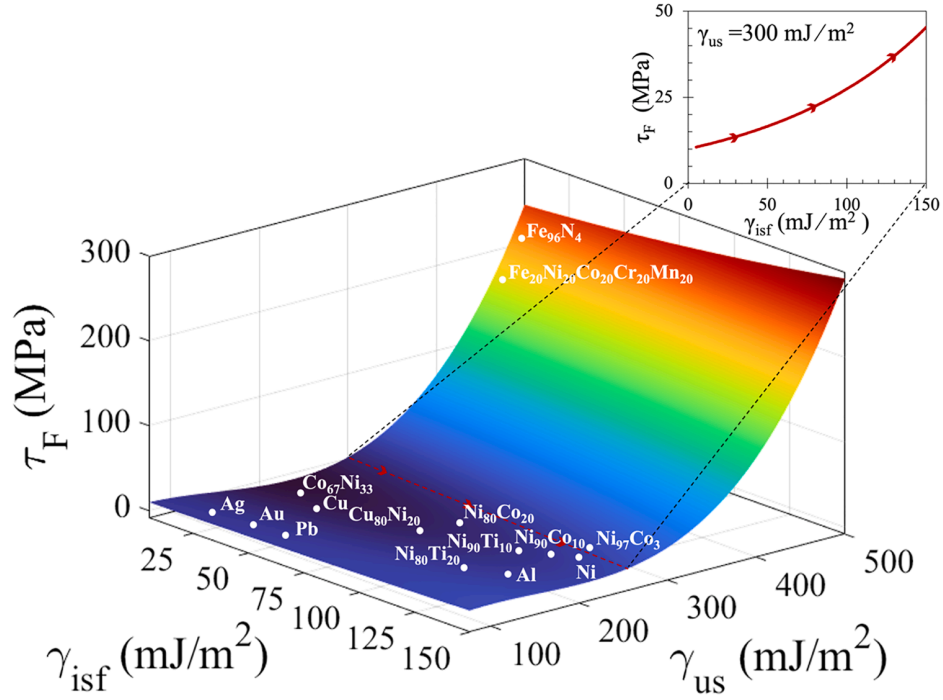 50
γus =300 mJ/m²
τF (MPa)
25
0
0
50
100
150
γisf (mJ/m²)
300
200
100
0
τF (MPa)
Fe96N4
Fe20Ni20Co20Cr20Mn20
Co67Ni33
Ag
Cu
Au
Cu80Ni20
Ni80Co20
Pb
Ni90Ti10
Ni90Co10
Ni97Co3
Ni80Ti20
Al
Ni
25
50
75
100
125
150
γisf (mJ/m²)
100
200
300
400
500
γus (mJ/m²)